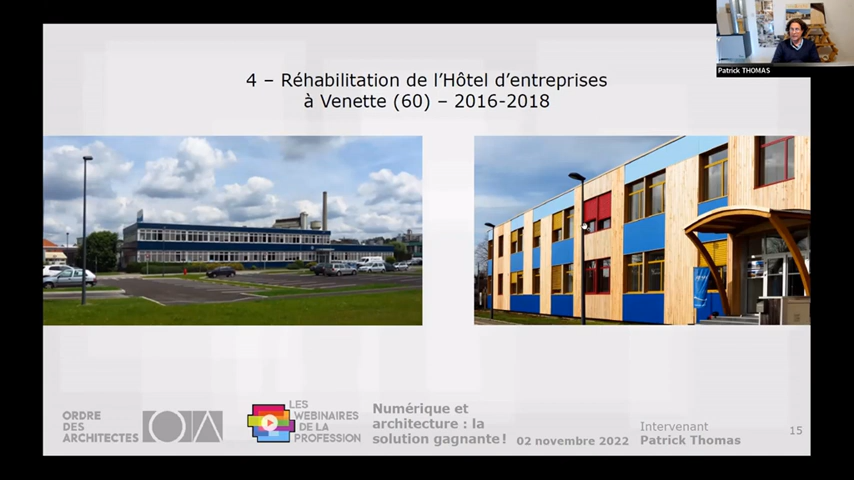 Patrick THOMAS
4 – Réhabilitation de l'Hôtel d'entreprises
à Venette (60) – 2016-2018
ORDRE
DES
ARCHITECTES
LES
WEBINAIRES
DE LA
PROFESSION
Numérique et
architecture : la
solution gagnante!
02 novembre 2022
Intervenant
Patrick Thomas
15